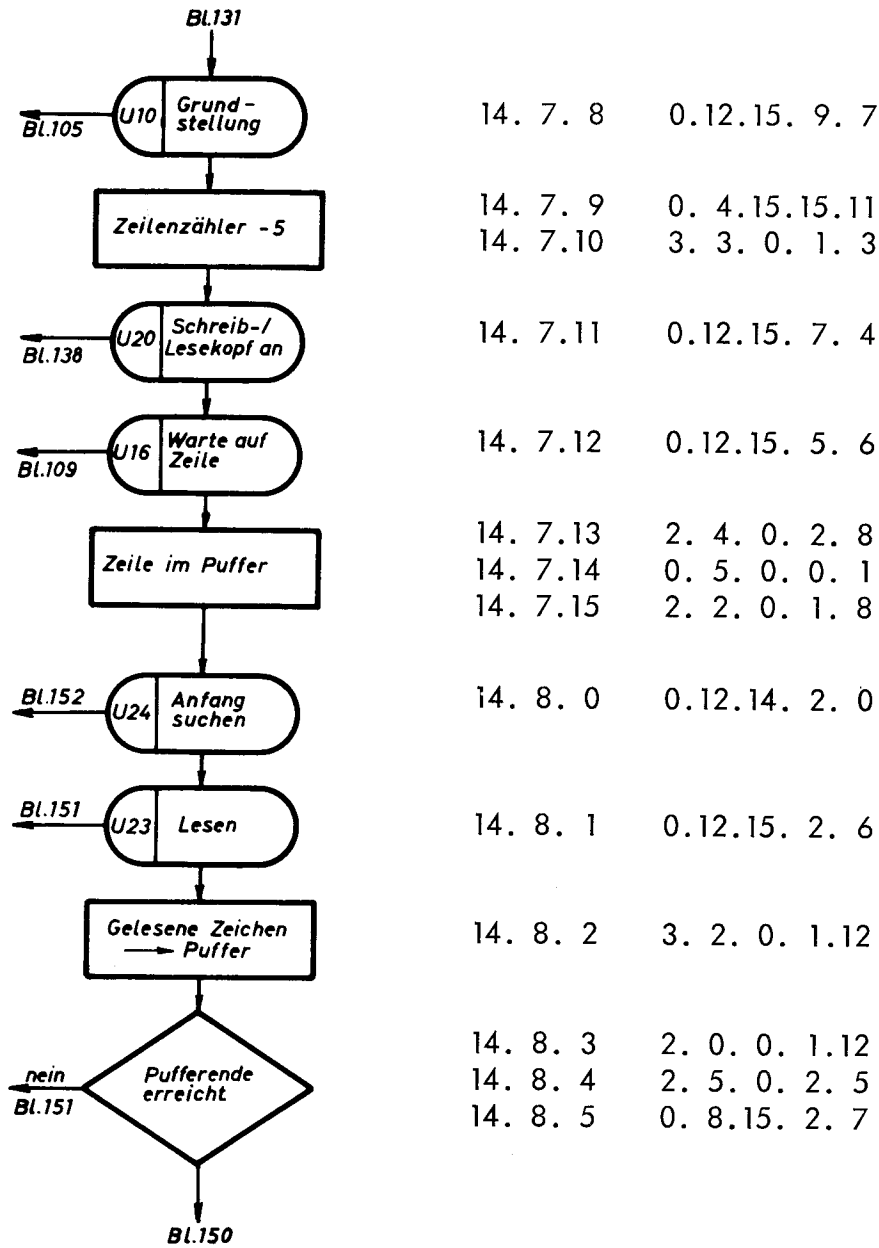 Bl.131
U10 Grund-
stellung
Bl.105
14. 7. 8 0.12.15. 9. 7
Zeilenzähler -5
14. 7. 9 0. 4.15.15.11
14. 7.10 3. 3. 0. 1. 3
U20 Schreib-/
Lesekopf an
Bl.138
14. 7.11 0.12.15. 7. 4
U16 Warte auf
Zeile
Bl.109
14. 7.12 0.12.15. 5. 6
Zeile im Puffer
14. 7.13 2. 4. 0. 2. 8
14. 7.14 0. 5. 0. 0. 1
14. 7.15 2. 2. 0. 1. 8
Bl.152
U24 Anfang
suchen
14. 8. 0 0.12.14. 2. 0
Bl.151
U23 Lesen
14. 8. 1 0.12.15. 2. 6
Gelesene Zeichen
→ Puffer
14. 8. 2 3. 2. 0. 1.12
Pufferende
erreicht
nein
Bl.151
14. 8. 3 2. 0. 0. 1.12
14. 8. 4 2. 5. 0. 2. 5
14. 8. 5 0. 8.15. 2. 7
Bl.150